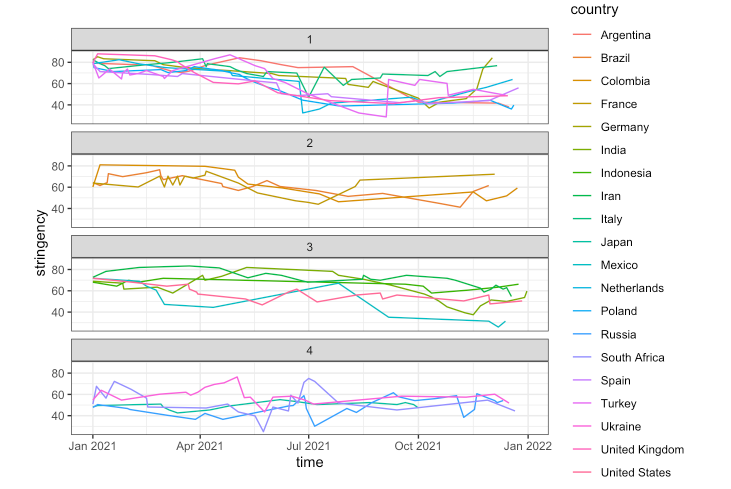 country
1
80
60
40
2
80
60
40
3
80
60
40
4
80
60
40
stringency
Jan 2021 Apr 2021 Jul 2021 Oct 2021 Jan 2022
time
Argentina
Brazil
Colombia
France
Germany
India
Indonesia
Iran
Italy
Japan
Mexico
Netherlands
Poland
Russia
South Africa
Spain
Turkey
Ukraine
United Kingdom
United States